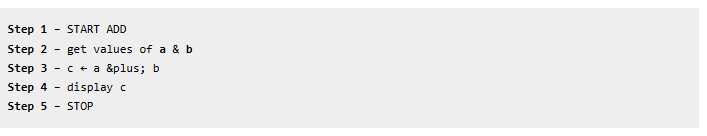 Step 1 − START ADD
Step 2 − get values of a & b
Step 3 − c ← a &plus; b
Step 4 − display c
Step 5 − STOP